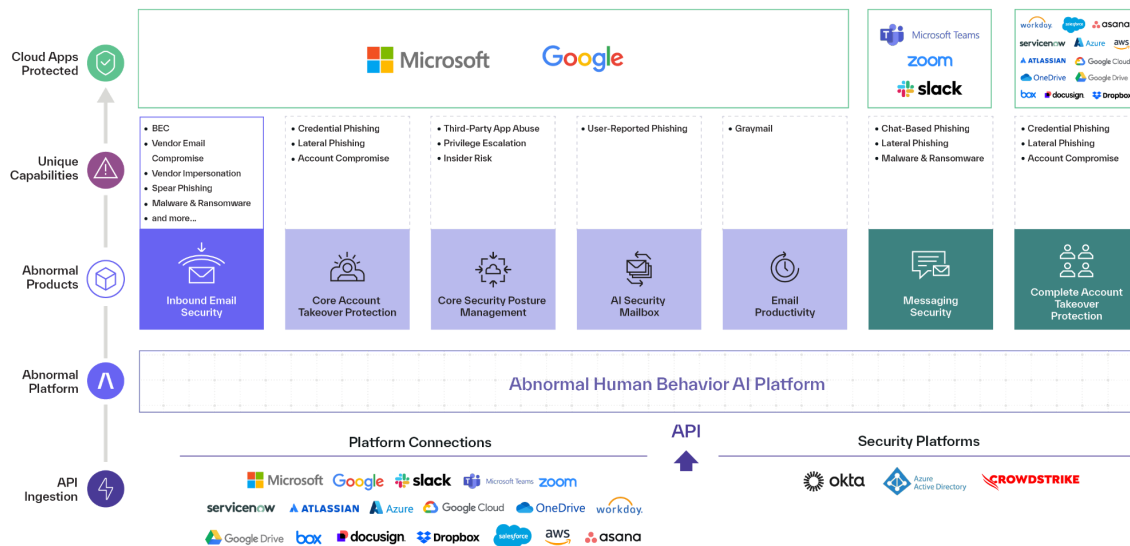 Cloud Apps
Protected
Microsoft
Google
Microsoft Teams
zoom
slack
workday.
salesforce
asana
servicenow
Azure
aws
ATLASSIAN
Google Cloud
OneDrive
Google Drive
box
docusign
Dropbox
Unique
Capabilities
• BEC
• Vendor Email
Compromise
• Vendor Impersonation
• Spear Phishing
• Malware & Ransomware
• and more...
• Credential Phishing
• Lateral Phishing
• Account Compromise
• Third-Party App Abuse
• Privilege Escalation
• Insider Risk
• User-Reported Phishing
• Graymail
• Chat-Based Phishing
• Lateral Phishing
• Malware & Ransomware
• Credential Phishing
• Lateral Phishing
• Account Compromise
Abnormal
Products
Inbound Email
Security
Core Account
Takeover Protection
Core Security Posture
Management
AI Security
Mailbox
Email
Productivity
Messaging
Security
Complete Account
Takeover
Protection
Abnormal
Platform
Abnormal Human Behavior AI Platform
API
Ingestion
Platform Connections
API
Security Platforms
Microsoft
Google
slack
Microsoft Teams
zoom
servicenow
ATLASSIAN
Azure
Google Cloud
OneDrive
workday.
Google Drive
box
docusign
Dropbox
salesforce
aws
asana
okta
Azure
Active Directory
CROWDSTRIKE